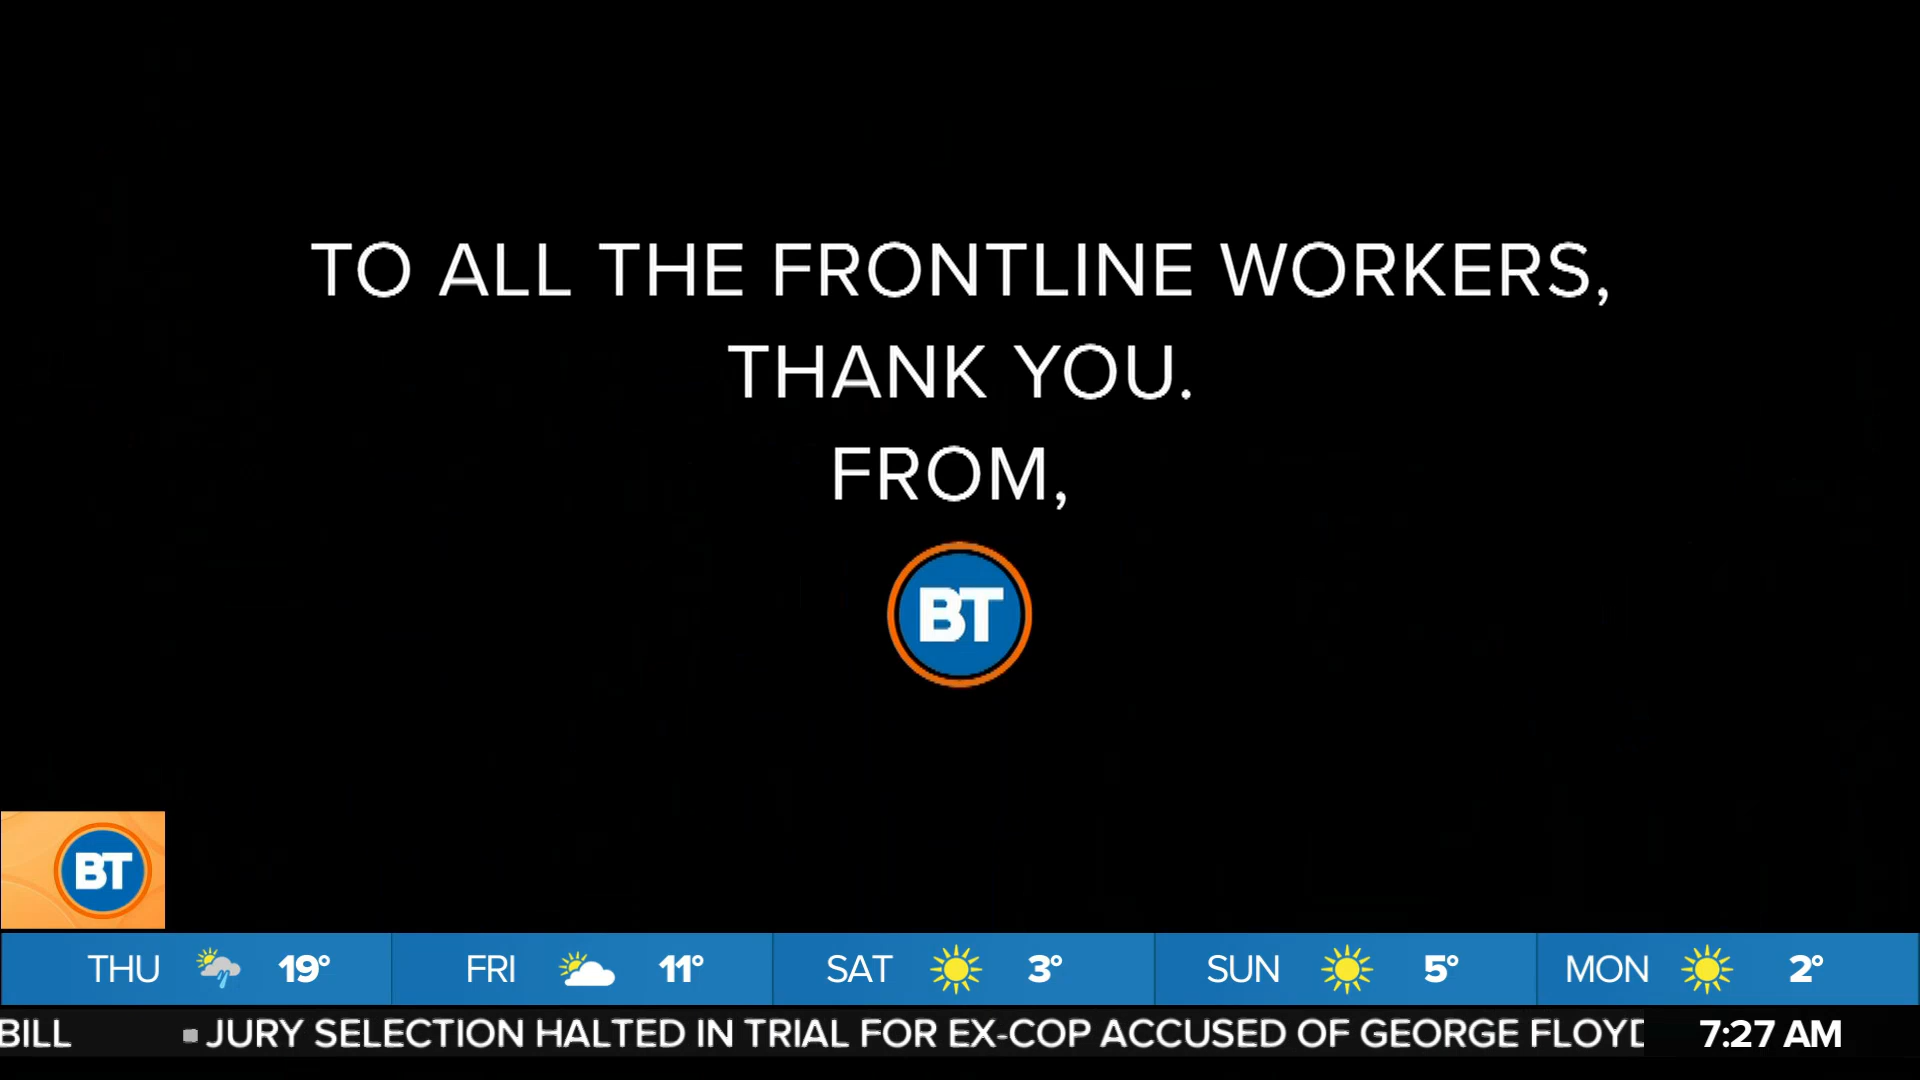 TO ALL THE FRONTLINE WORKERS,
THANK YOU.
FROM,
BT
BT
THU 19° FRI 11° SAT 3° SUN 5° MON 2°
BILL ▪ JURY SELECTION HALTED IN TRIAL FOR EX-COP ACCUSED OF GEORGE FLOYD 7:27 AM